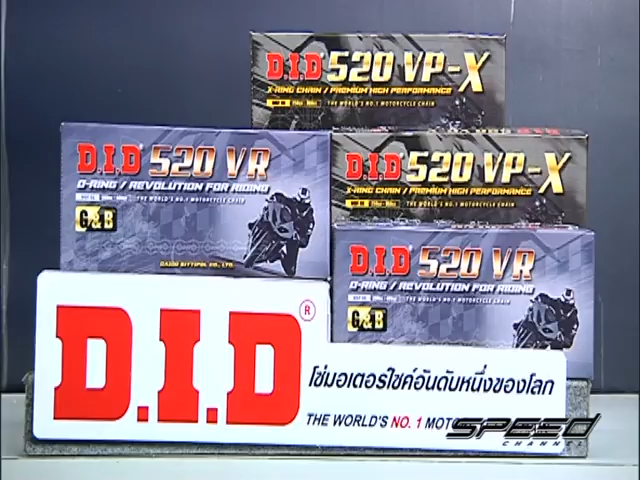 D.I.D 520 VP-X
X-RING CHAIN / PREMIUM HIGH PERFORMANCE
THE WORLD'S NO.1 MOTORCYCLE CHAIN
D.I.D 520 VR
O-RING / REVOLUTION FOR RIDING
THE WORLD'S NO.1 MOTORCYCLE CHAIN
G&B
DAIDO SITTIPOL CO., LTD.
D.I.D 520 VP-X
X-RING CHAIN / PREMIUM HIGH PERFORMANCE
THE WORLD'S NO.1 MOTORCYCLE CHAIN
D.I.D 520 VR
O-RING / REVOLUTION FOR RIDING
THE WORLD'S NO.1 MOTORCYCLE CHAIN
G&B
D.I.D®
โซ่มอเตอร์ไซค์อันดับหนึ่งของโลก
THE WORLD'S NO. 1 MOT
SPEED
CHANNEL